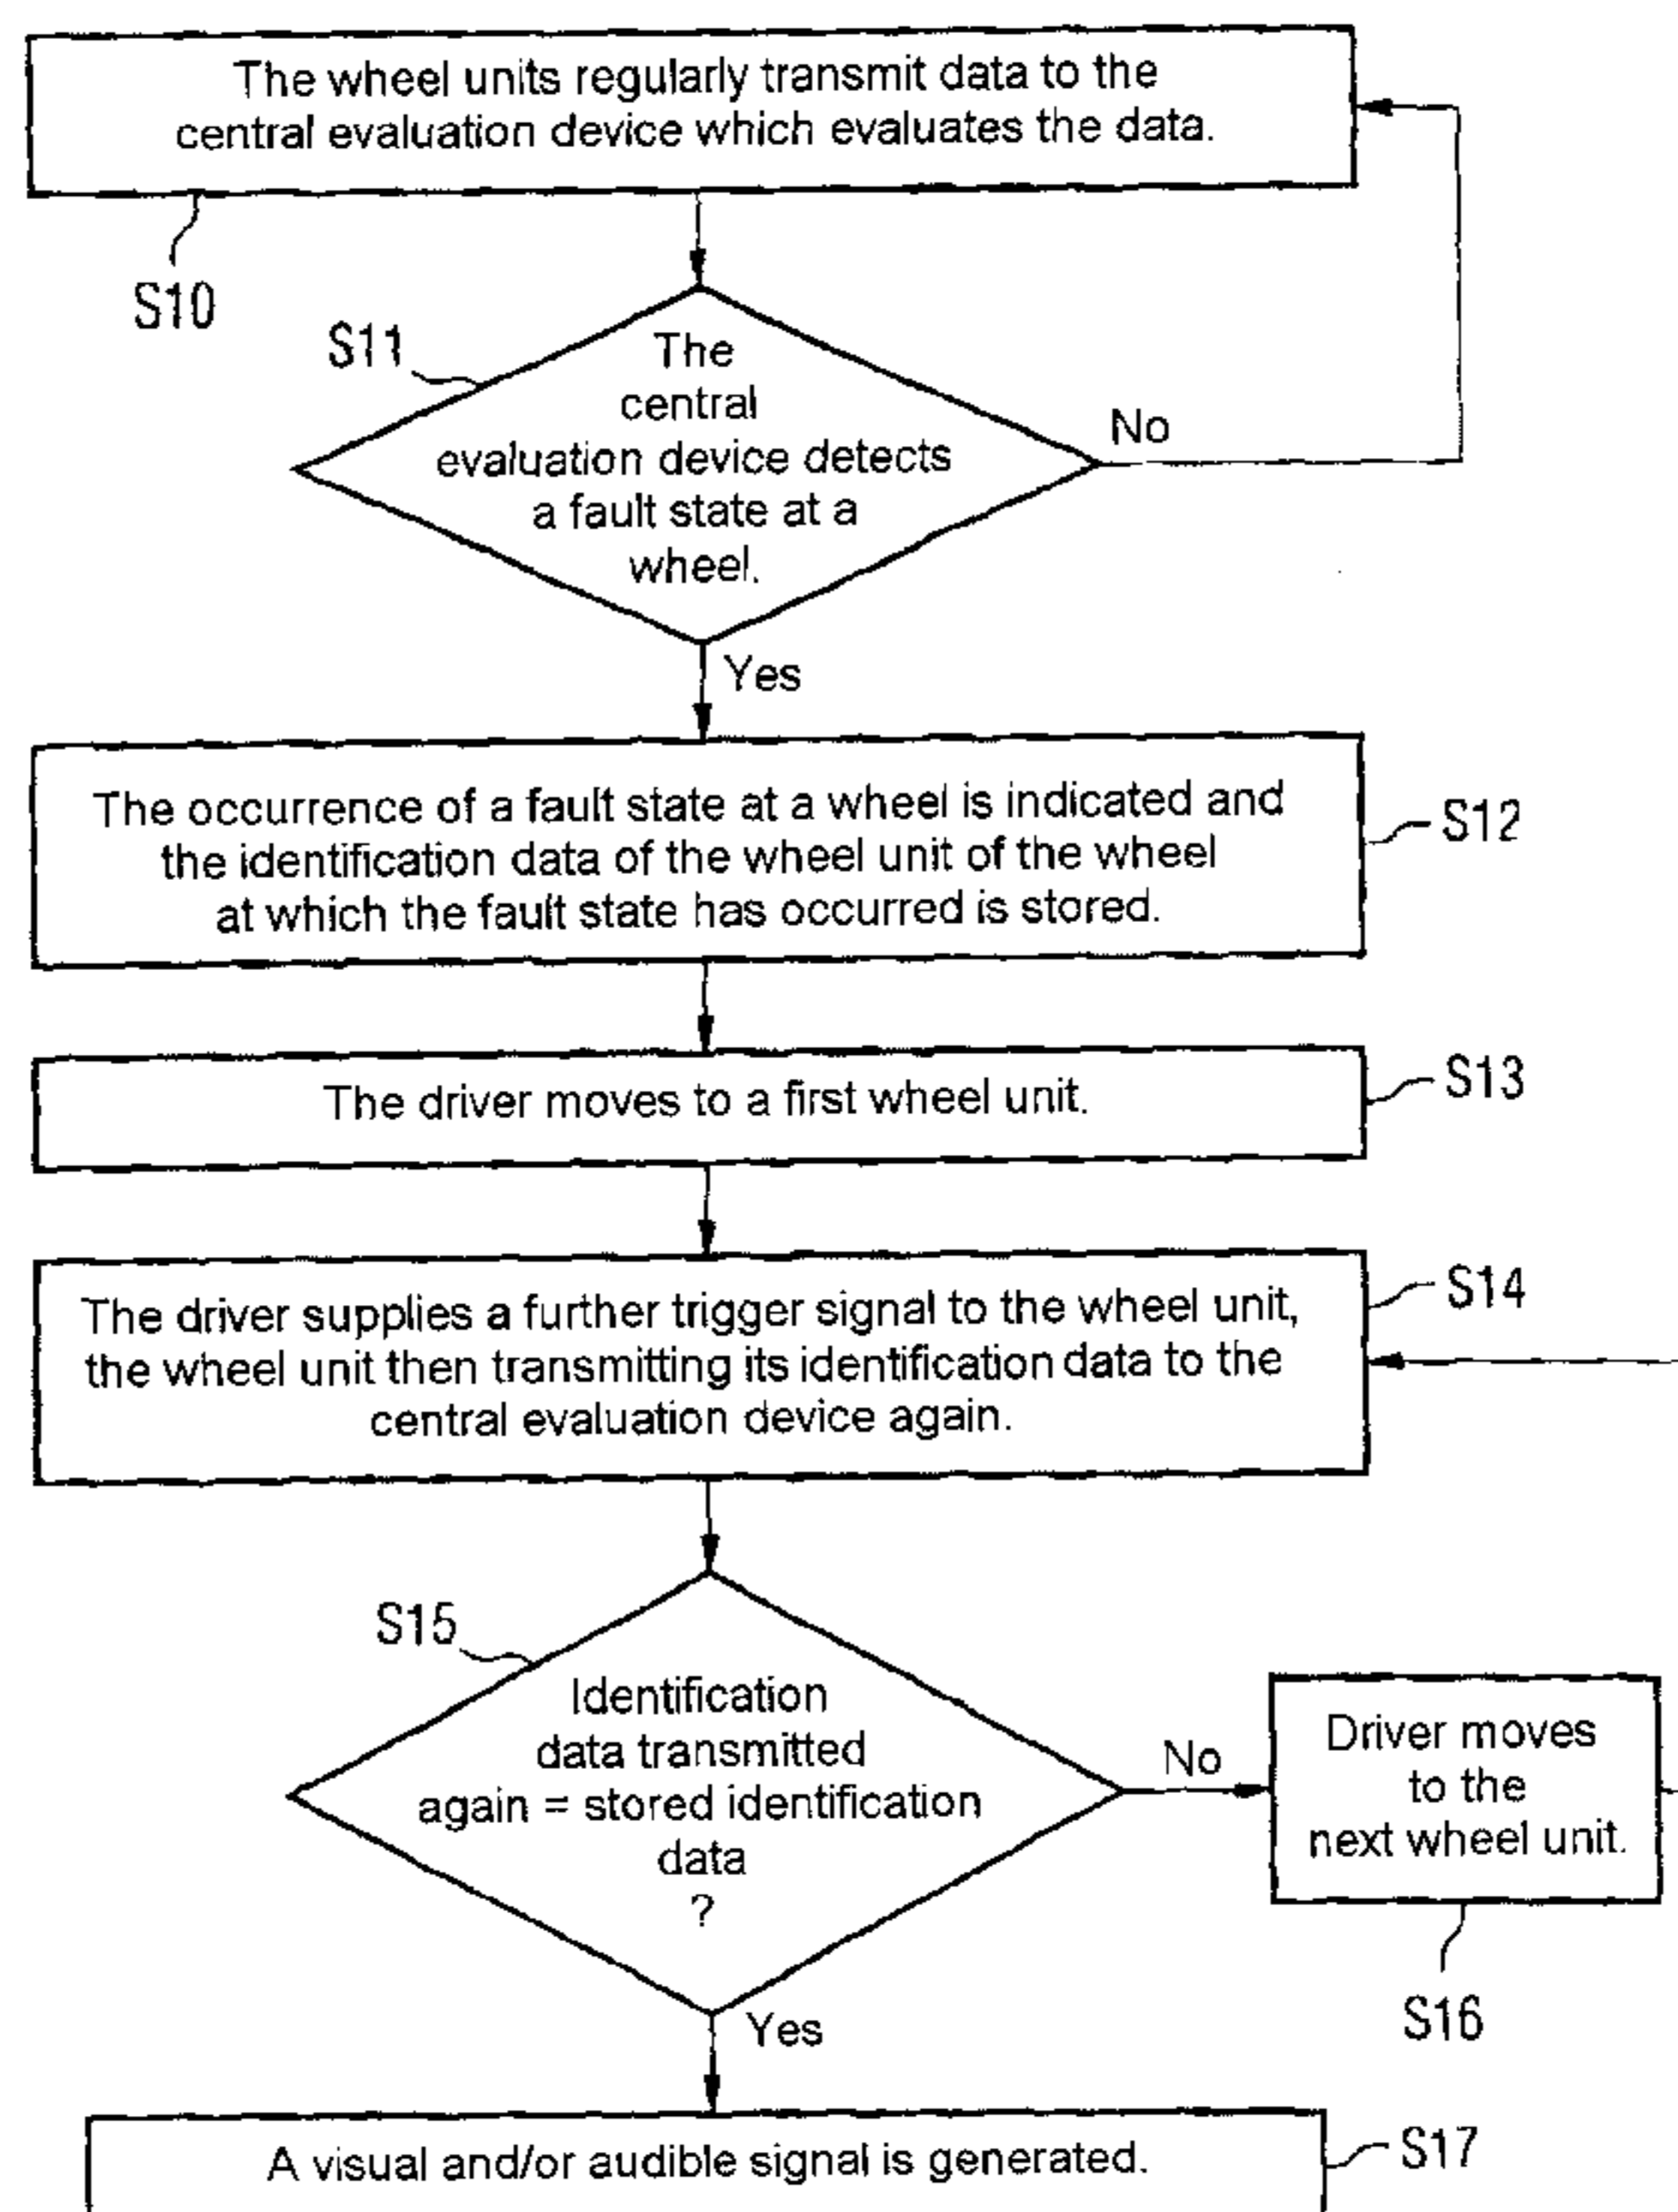 The wheel units regularly transmit data to the
central evaluation device which evaluates the data.
S10
S11
The
central
evaluation device detects
a fault state at a
wheel.
No
Yes
The occurrence of a fault state at a wheel is indicated and
the identification data of the wheel unit of the wheel
at which the fault state has occurred is stored.
S12
The driver moves to a first wheel unit.
S13
The driver supplies a further trigger signal to the wheel unit,
the wheel unit then transmitting its identification data to the
central evaluation device again.
S14
S15
Identification
data transmitted
again = stored identification
data
?
No
Driver moves
to the
next wheel unit.
S16
Yes
A visual and/or audible signal is generated.
S17